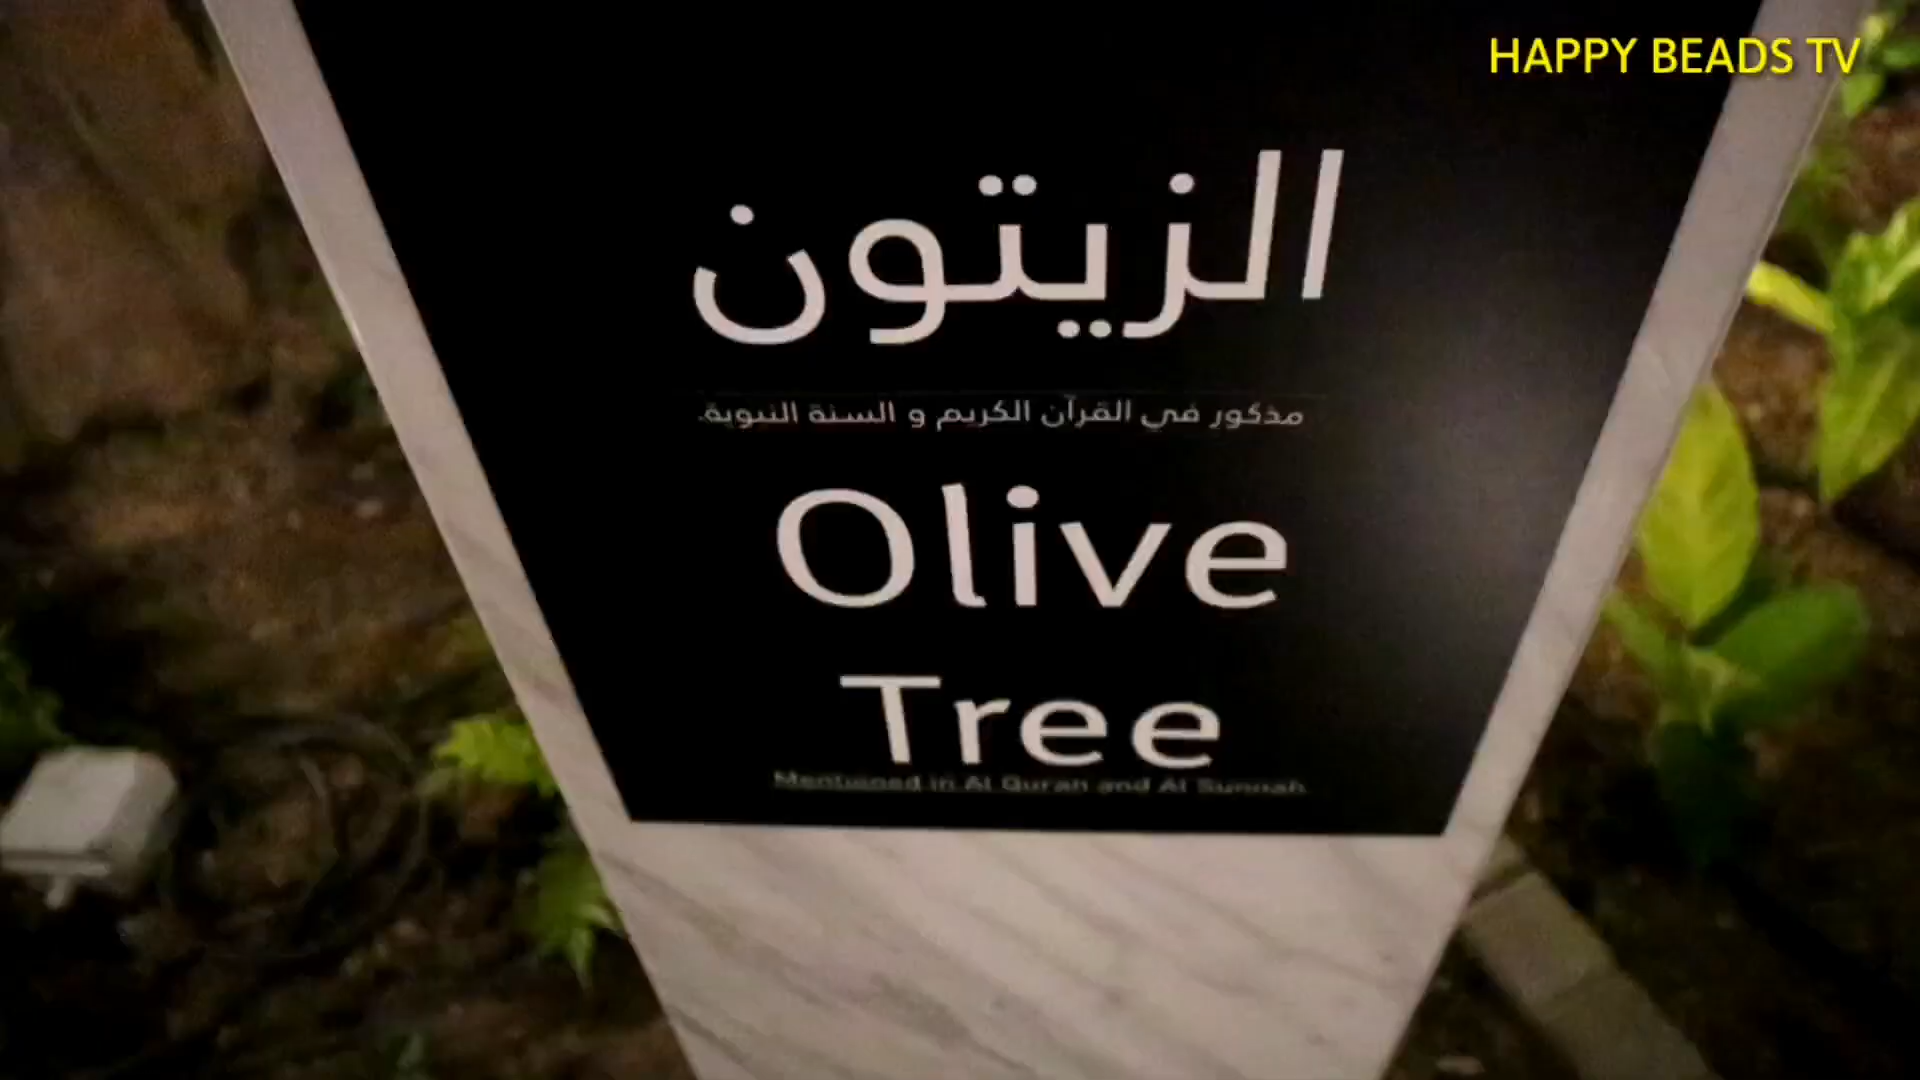 HAPPY BEADS TV
الزيتون
مذكور في القرآن الكريم و السنة النبوية.
Olive
Tree
Mentioned in Al Quran and Al Sunnah